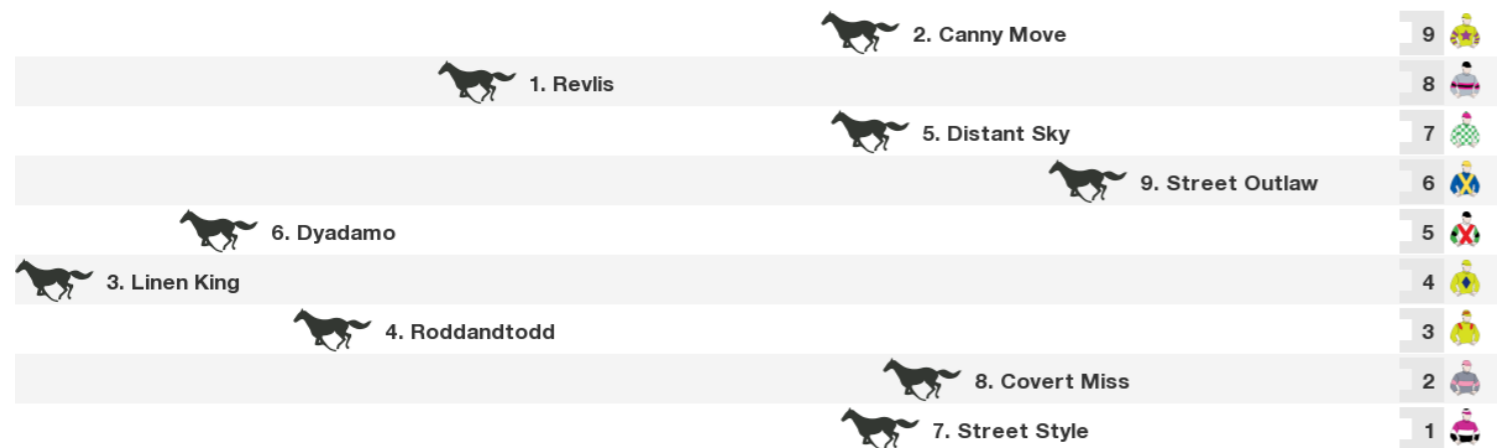 2. Canny Move 9
1. Revlis 8
5. Distant Sky 7
9. Street Outlaw 6
6. Dyadamo 5
3. Linen King 4
4. Roddandtodd 3
8. Covert Miss 2
7. Street Style 1